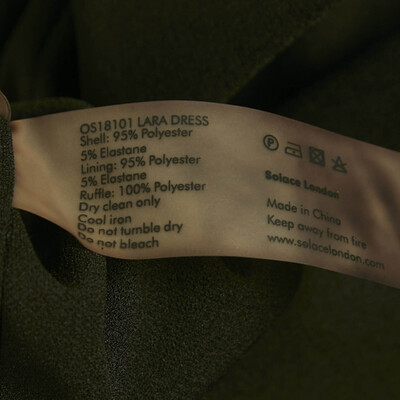 OS18101 LARA DRESS
Shell: 95% Polyester
5% Elastane
Lining: 95% Polyester
5% Elastane
Ruffle: 100% Polyester
Dry clean only
Cool iron
Do not tumble dry
Do not bleach
P
Solace London
Made in China
Keep away from fire
www.solacelondon.com